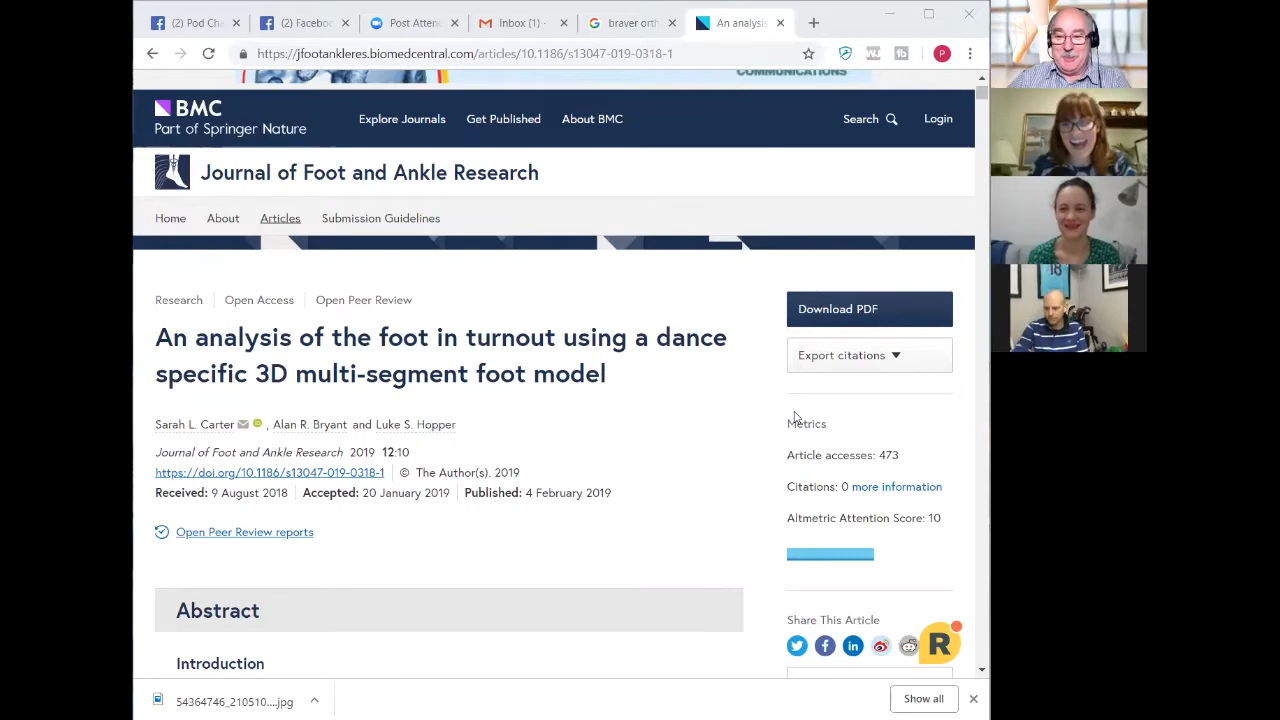 (2) Pod Cha
(2) Faceboo
Post Atten
Inbox (1) -
braver orth
An analysis
https://jfootankleres.biomedcentral.com/articles/10.1186/s13047-019-0318-1
P
COMMUNICATIONS
BMC
Part of Springer Nature
Explore Journals
Get Published
About BMC
Search
Login
Journal of Foot and Ankle Research
Home
About
Articles
Submission Guidelines
Research
Open Access
Open Peer Review
Download PDF
An analysis of the foot in turnout using a dance
specific 3D multi-segment foot model
Export citations
Sarah L. Carter , Alan R. Bryant and Luke S. Hopper
Metrics
Journal of Foot and Ankle Research 2019 12:10
Article accesses: 473
https://doi.org/10.1186/s13047-019-0318-1 © The Author(s). 2019
Citations: 0 more information
Received: 9 August 2018 Accepted: 20 January 2019 Published: 4 February 2019
Altmetric Attention Score: 10
Open Peer Review reports
Abstract
Share This Article
R
Introduction
54364746_210510....jpg
Show all
18